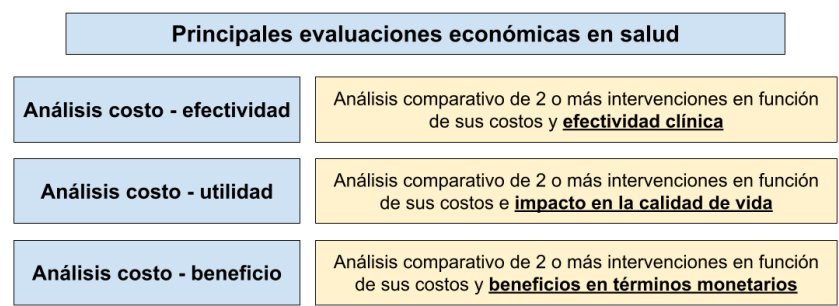 Principales evaluaciones económicas en salud
Análisis costo - efectividad
Análisis comparativo de 2 o más intervenciones en función
de sus costos y efectividad clínica
Análisis costo - utilidad
Análisis comparativo de 2 o más intervenciones en función
de sus costos e impacto en la calidad de vida
Análisis costo - beneficio
Análisis comparativo de 2 o más intervenciones en función
de sus costos y beneficios en términos monetarios